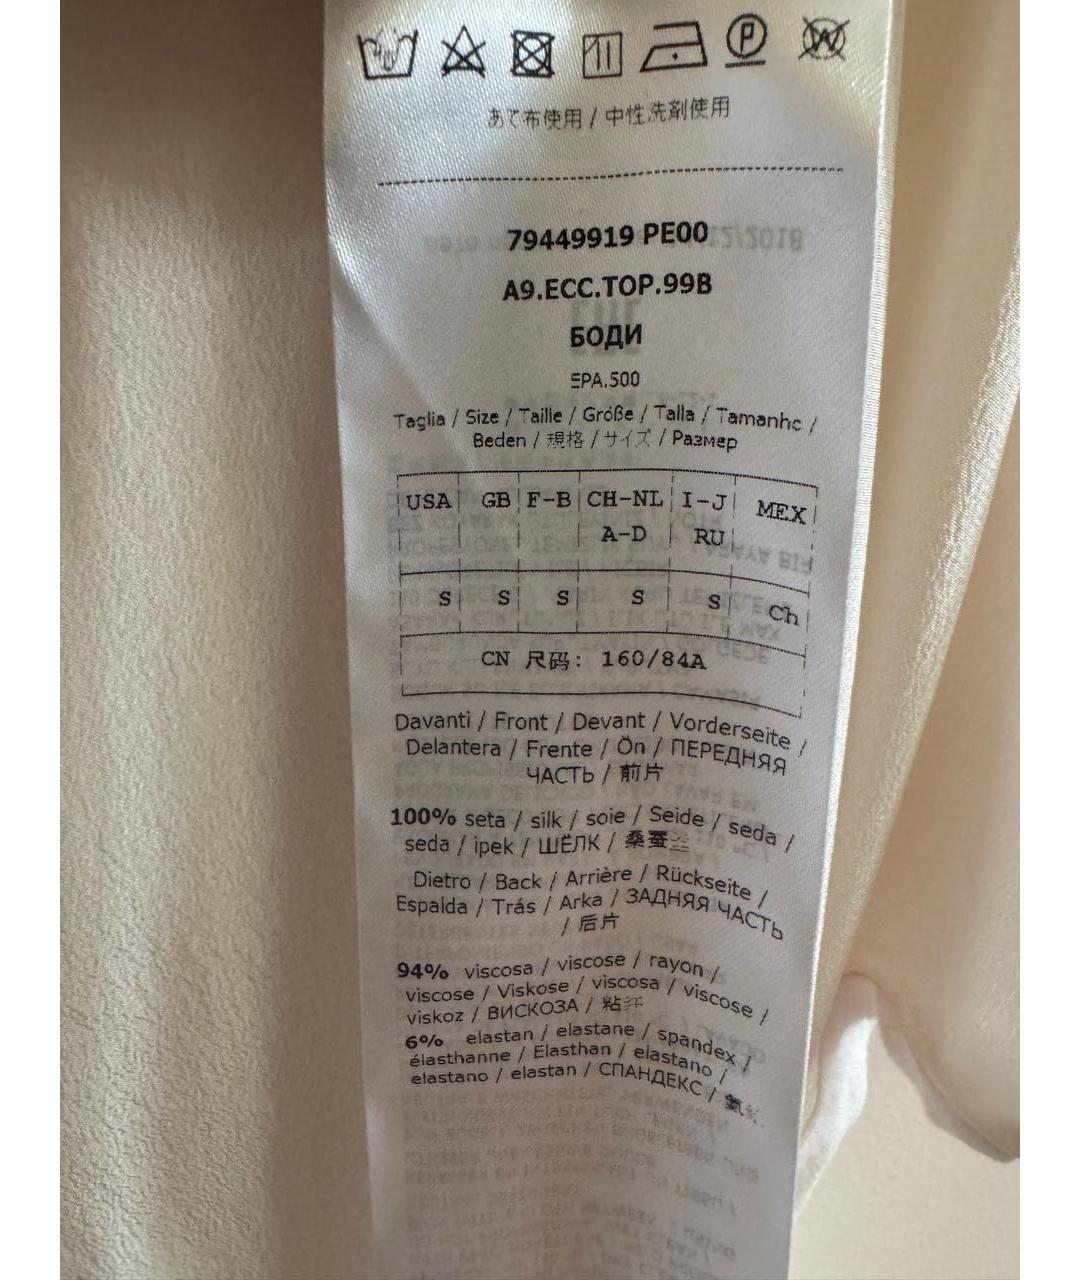 P
W
あて布使用 / 中性洗剤使用
79449919 PE00
A9.ECC.TOP.99B
БОДИ
EPA.500
Taglia / Size / Taille / Größe / Talla / Tamanho /
Beden / 規格 / サイズ / Размер
USA GB F-B CH-NL I-J MEX
A-D RU
S S S S S Ch
CN 尺码: 160/84A
Davanti / Front / Devant / Vorderseite /
Delantera / Frente / Ön / ПЕРЕДНЯЯ
ЧАСТЬ / 前片
100% seta / silk / soie / Seide / seda /
seda / ipek / ШЁЛК / 桑蚕丝
Dietro / Back / Arrière / Rückseite /
Espalda / Trás / Arka / ЗАДНЯЯ ЧАСТЬ
/ 后片
94% viscosa / viscose / rayon /
viscose / Viskose / viscosa / viscose /
viskoz / ВИСКОЗА / 粘纤
6% elastan / elastane / spandex /
élasthanne / Elasthan / elastano /
elastano / elastan / СПАНДЕКС /